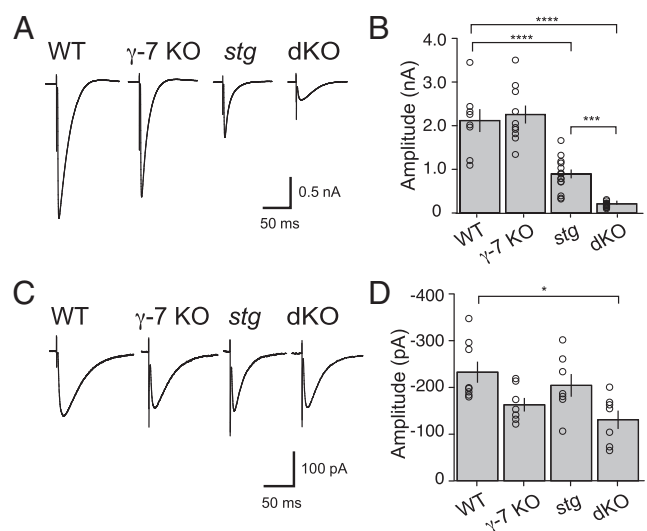 A
WT γ-7 KO stg dKO
0.5 nA
50 ms
B
**** 
****
***
Amplitude (nA)
4.0
3.0
2.0
1.0
0
WT γ-7 KO stg dKO
C
WT γ-7 KO stg dKO
100 pA
50 ms
D
*
Amplitude (pA)
-400
-300
-200
-100
0
WT γ-7 KO stg dKO